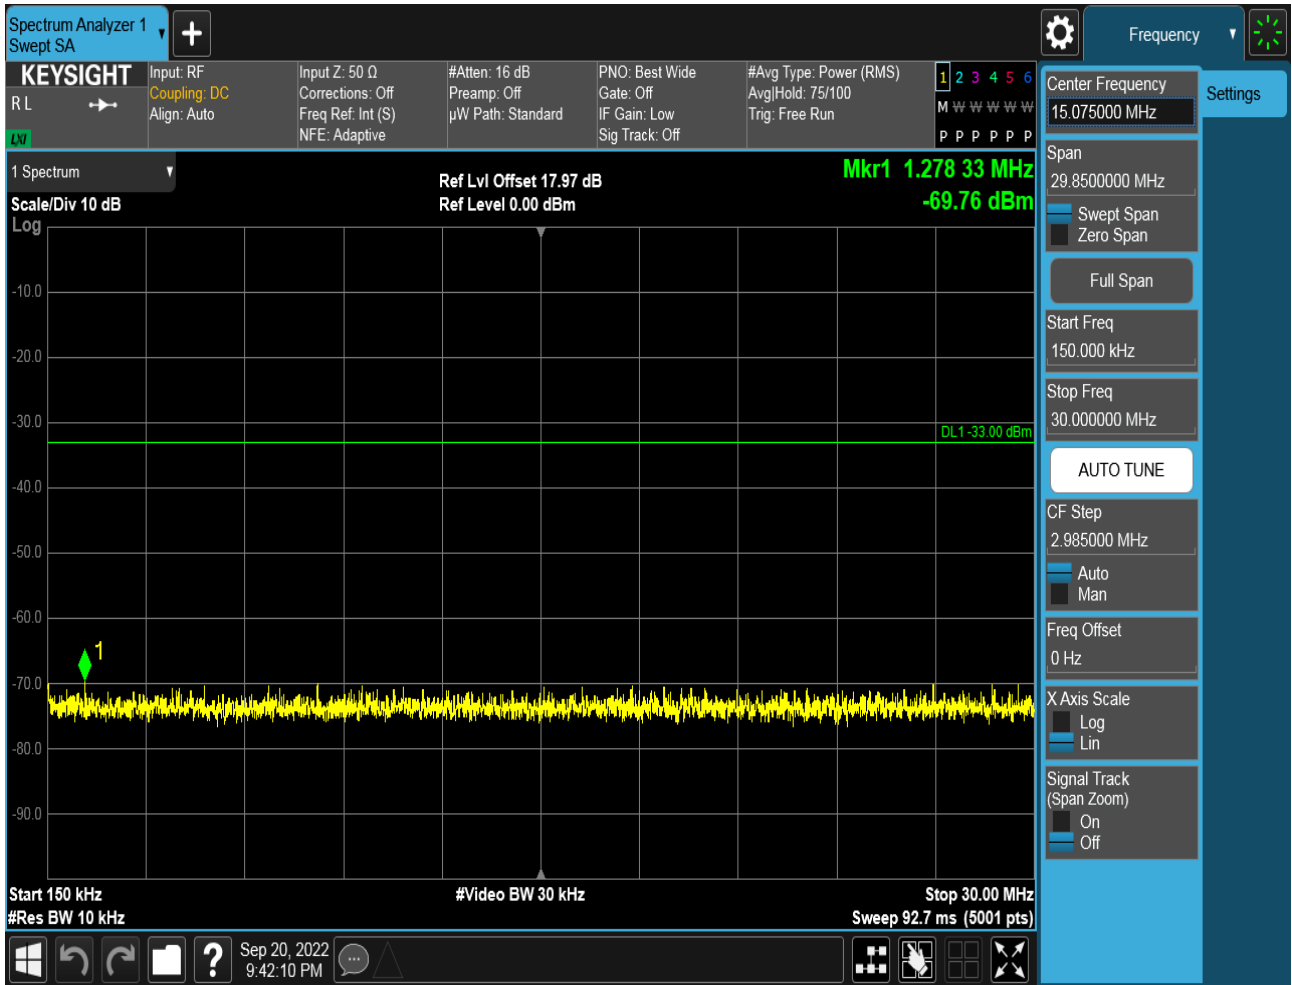 Spectrum Analyzer 1
Swept SA
Frequency
KEYSIGHT
R L
LXI
Input: RF
Coupling: DC
Align: Auto
Input Z: 50 Ω
Corrections: Off
Freq Ref: Int (S)
NFE: Adaptive
#Atten: 16 dB
Preamp: Off
µW Path: Standard
PNO: Best Wide
Gate: Off
IF Gain: Low
Sig Track: Off
#Avg Type: Power (RMS)
Avg|Hold: 75/100
Trig: Free Run
1 2 3 4 5 6
M W W W W W
P P P P P P
Center Frequency
15.075000 MHz
Settings
1 Spectrum
Scale/Div 10 dB
Log
Ref Lvl Offset 17.97 dB
Ref Level 0.00 dBm
Mkr1 1.278 33 MHz
-69.76 dBm
Span
29.8500000 MHz
Swept Span
Zero Span
Full Span
Start Freq
150.000 kHz
Stop Freq
30.000000 MHz
AUTO TUNE
CF Step
2.985000 MHz
Auto
Man
Freq Offset
0 Hz
X Axis Scale
Log
Lin
Signal Track
(Span Zoom)
On
Off
-10.0
-20.0
-30.0
DL1 -33.00 dBm
-40.0
-50.0
-60.0
1
-70.0
-80.0
-90.0
Start 150 kHz
#Video BW 30 kHz
Stop 30.00 MHz
#Res BW 10 kHz
Sweep 92.7 ms (5001 pts)
?
Sep 20, 2022
9:42:10 PM